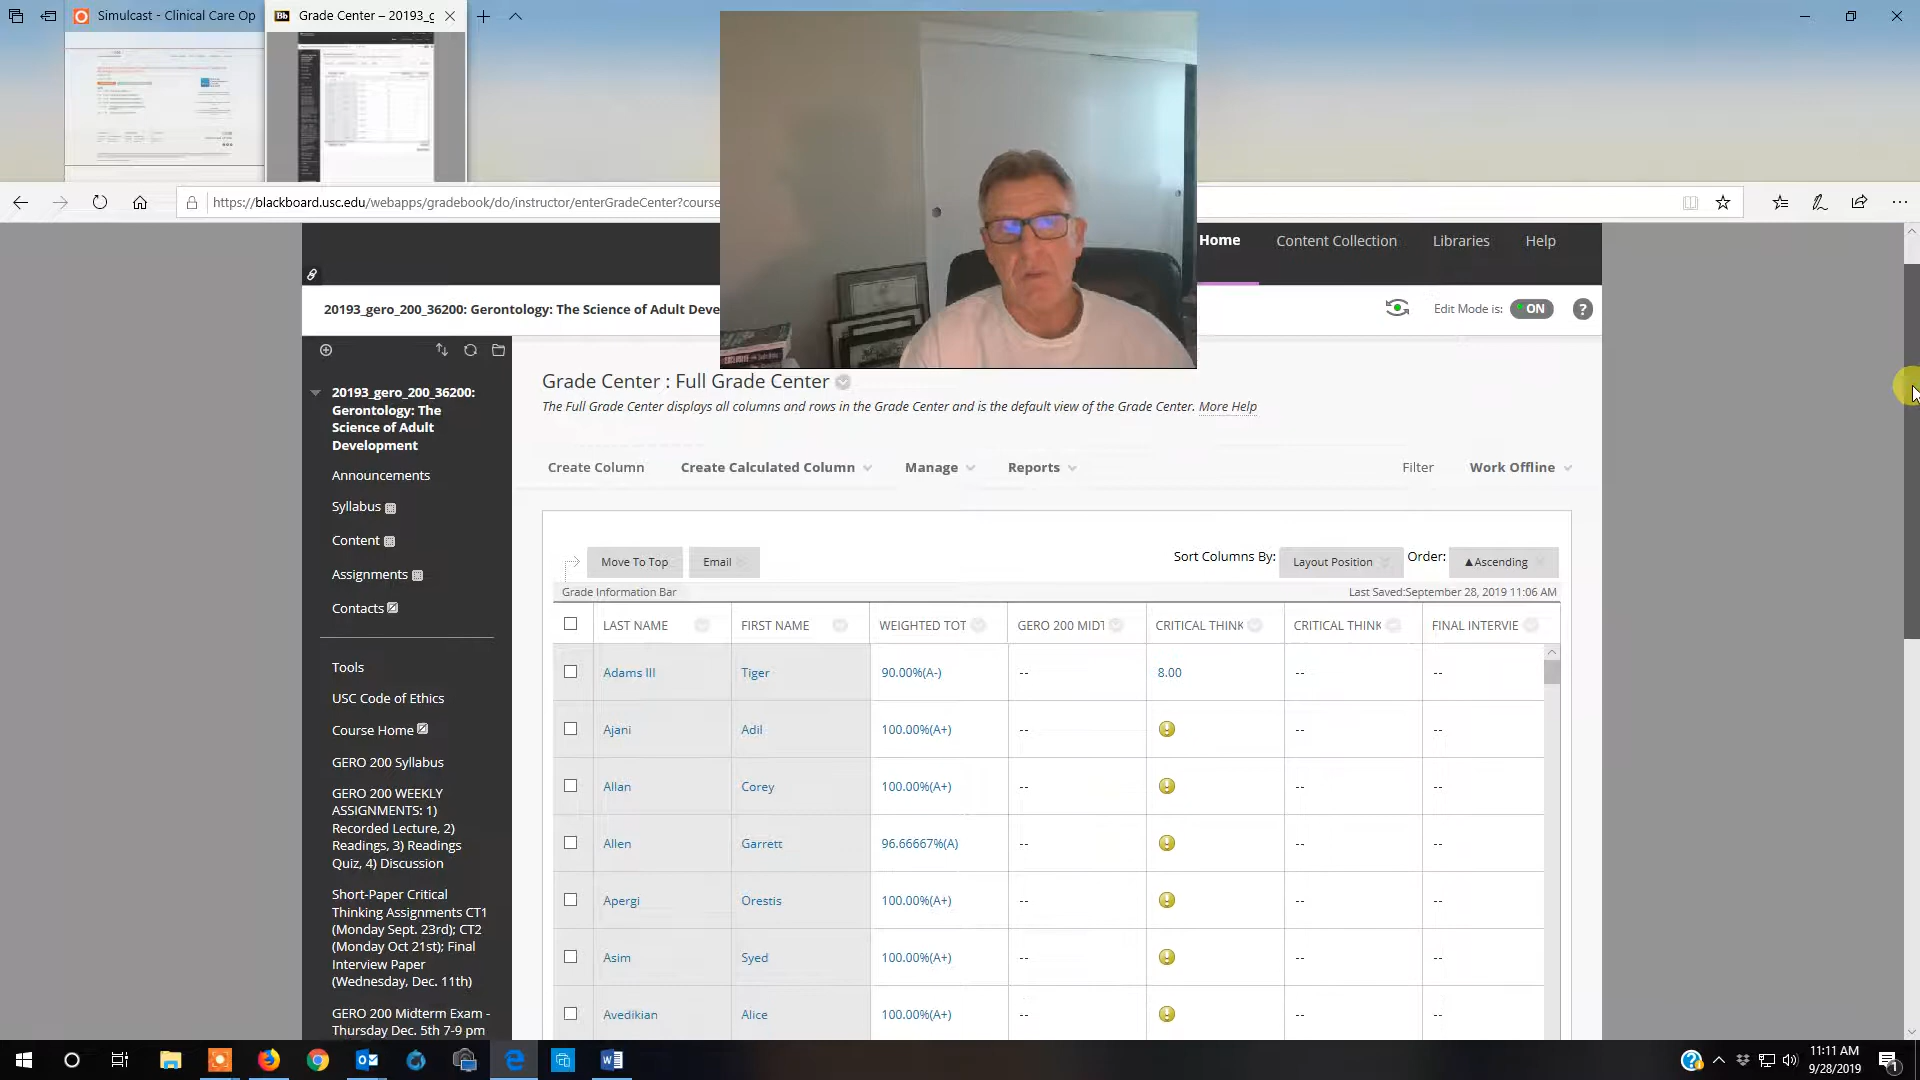 Simulcast - Clinical Care Op
Bb Grade Center – 20193_g
https://blackboard.usc.edu/webapps/gradebook/do/instructor/enterGradeCenter?course
Home Content Collection Libraries Help
20193_gero_200_36200: Gerontology: The Science of Adult Deve
Edit Mode is: ON ?
20193_gero_200_36200:
Gerontology: The
Science of Adult
Development
Announcements
Syllabus
Content
Assignments
Contacts
Tools
USC Code of Ethics
Course Home
GERO 200 Syllabus
GERO 200 WEEKLY
ASSIGNMENTS: 1)
Recorded Lecture, 2)
Readings, 3) Readings
Quiz, 4) Discussion
Short-Paper Critical
Thinking Assignments CT1
(Monday Sept. 23rd); CT2
(Monday Oct 21st); Final
Interview Paper
(Wednesday, Dec. 11th)
GERO 200 Midterm Exam -
Thursday Dec. 5th 7-9 pm
Grade Center : Full Grade Center
The Full Grade Center displays all columns and rows in the Grade Center and is the default view of the Grade Center. More Help
Create Column Create Calculated Column Manage Reports Filter Work Offline
Move To Top Email Sort Columns By: Layout Position Order: ▲Ascending
Grade Information Bar Last Saved:September 28, 2019 11:06 AM
LAST NAME FIRST NAME WEIGHTED TOT GERO 200 MIDT CRITICAL THINK CRITICAL THINK FINAL INTERVIE
Adams III Tiger 90.00%(A-) -- 8.00 -- --
Ajani Adil 100.00%(A+) -- ! -- --
Allan Corey 100.00%(A+) -- ! -- --
Allen Garrett 96.66667%(A) -- ! -- --
Apergi Orestis 100.00%(A+) -- ! -- --
Asim Syed 100.00%(A+) -- ! -- --
Avedikian Alice 100.00%(A+) -- ! -- --
11:11 AM
9/28/2019
1